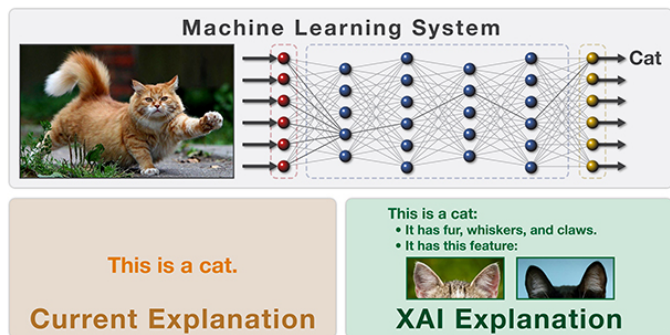 Machine Learning System
Cat
This is a cat.
Current Explanation
This is a cat:
• It has fur, whiskers, and claws.
• It has this feature:
XAI Explanation